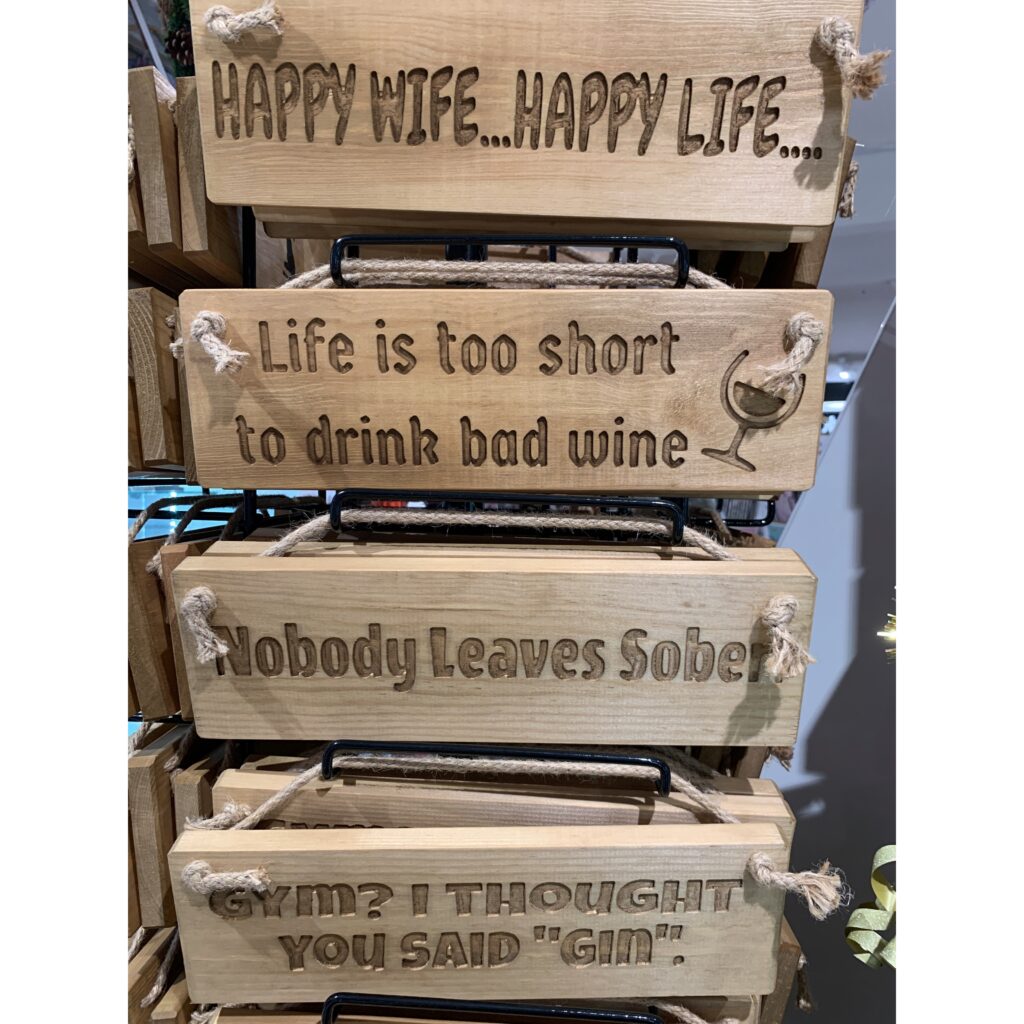 HAPPY WIFE...HAPPY LIFE....
Life is too short
to drink bad wine
Nobody Leaves Sober
GYM? I THOUGHT
YOU SAID "GIN".